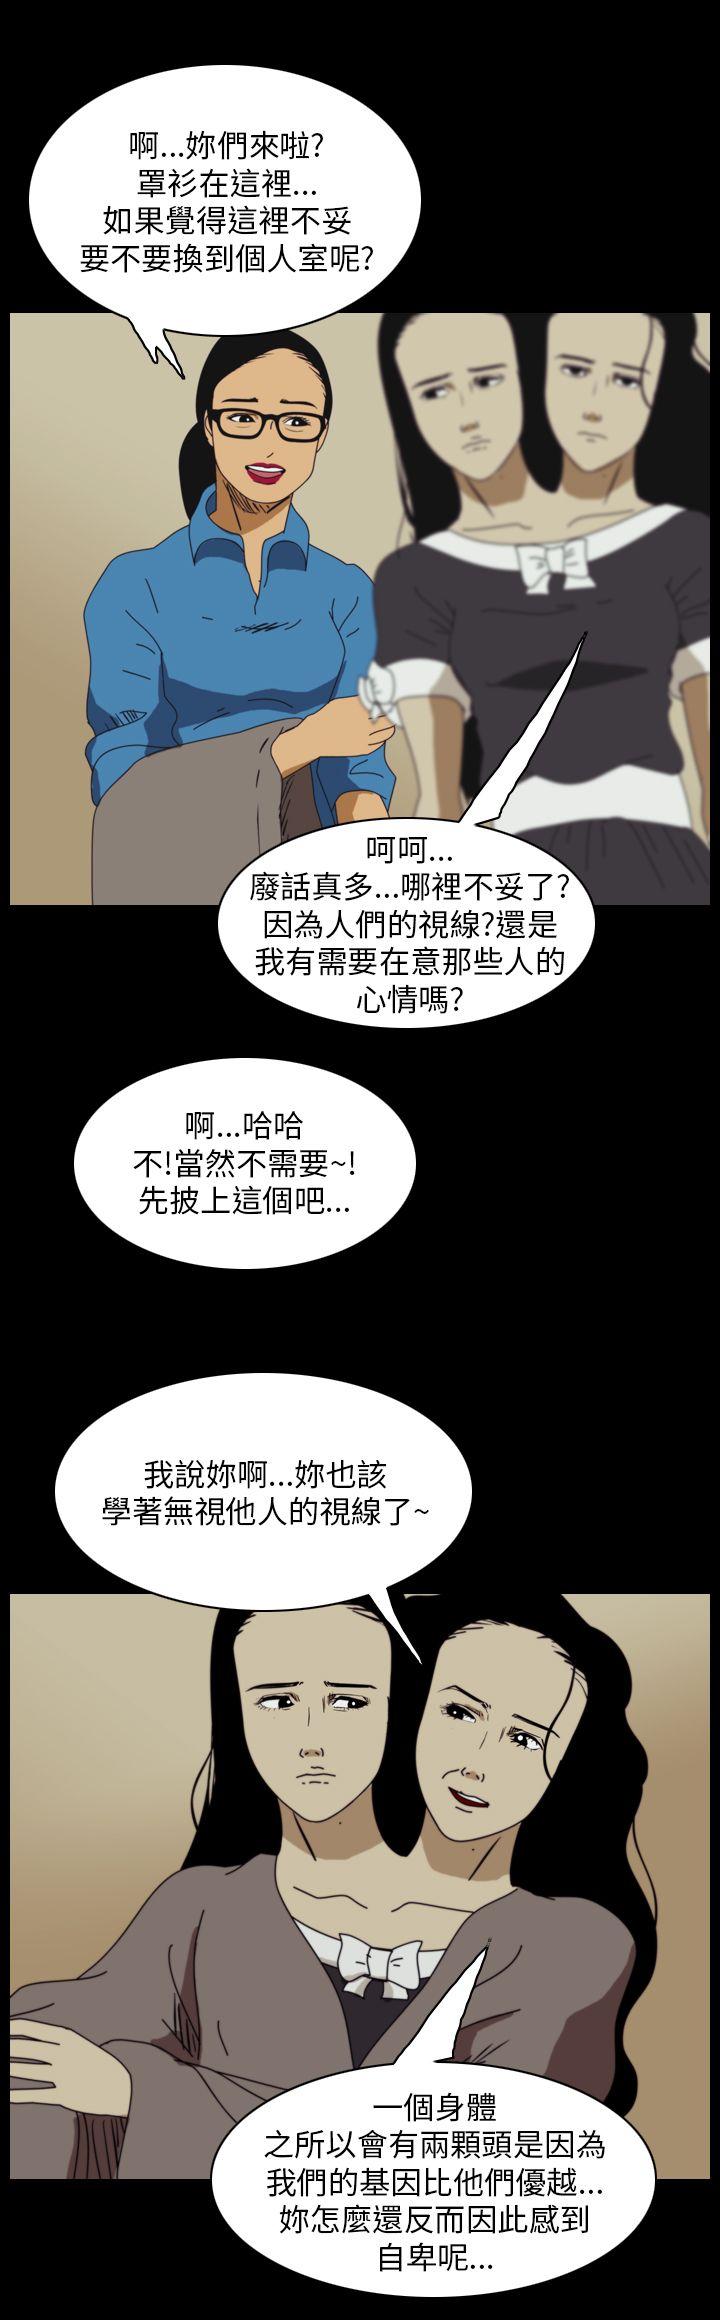 啊...妳們來啦?
罩衫在這裡...
如果覺得這裡不妥
要不要換到個人室呢?
呵呵...
廢話真多...哪裡不妥了?
因為人們的視線?還是
我有需要在意那些人的
心情嗎?
啊...哈哈
不!當然不需要~!
先披上這個吧...
我說妳啊...妳也該
學著無視他人的視線了~
一個身體
之所以會有兩顆頭是因為
我們的基因比他們優越...
妳怎麼還反而因此感到
自卑呢...